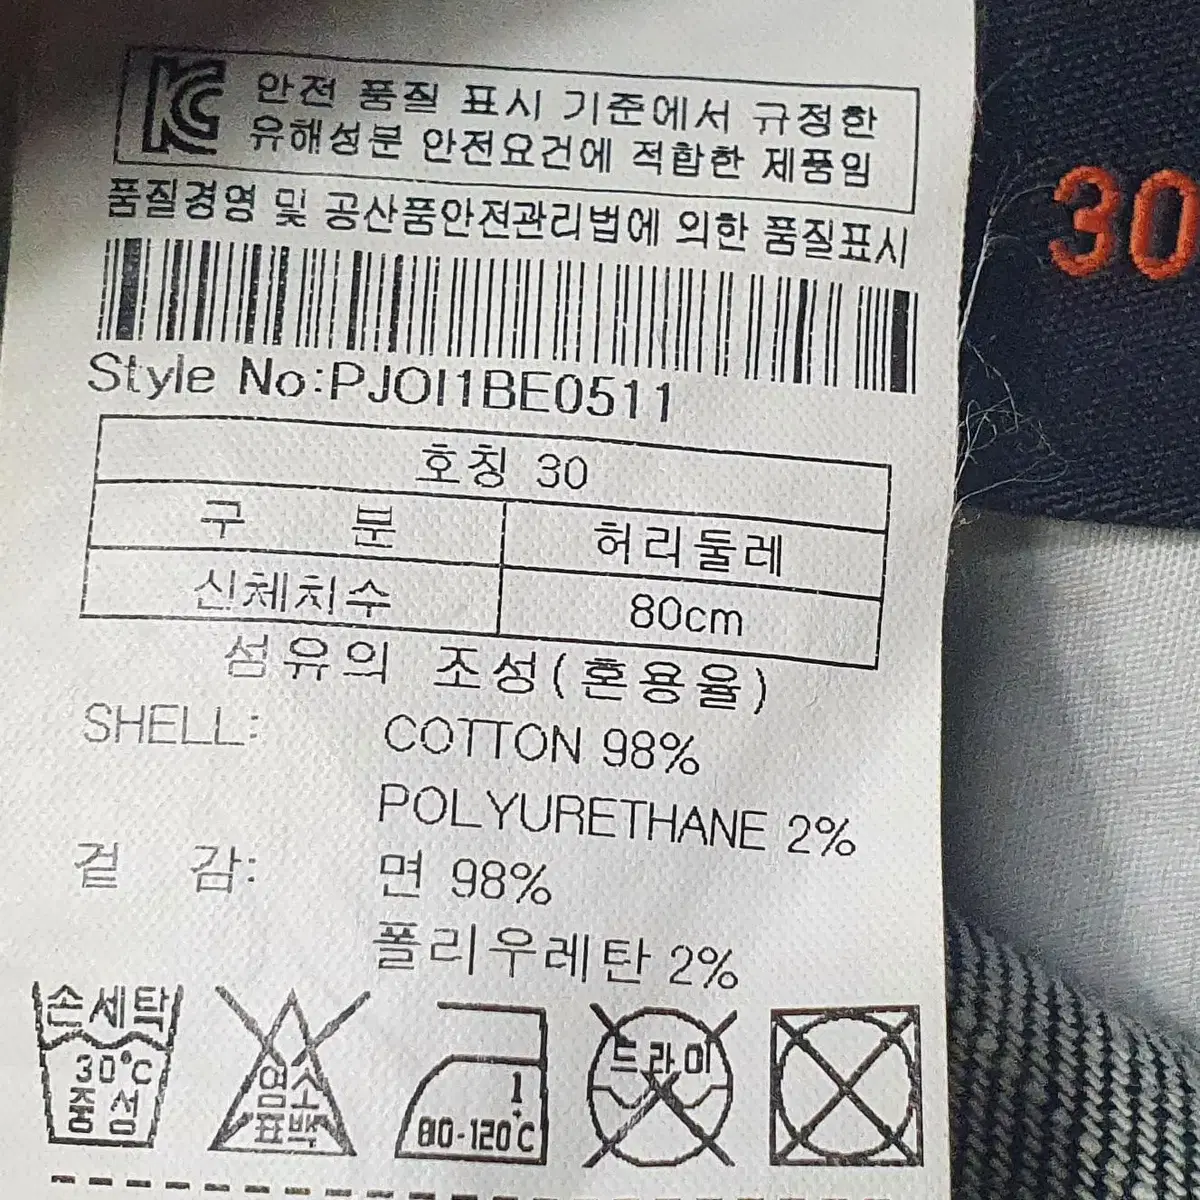 KC 안전 품질 표시 기준에서 규정한
유해성분 안전요건에 적합한 제품임
품질경영 및 공산품안전관리법에 의한 품질표시
Style No:PJOI1BE0511
호칭 30
구 분 허리둘레
신체치수 80cm
섬유의 조성(혼용율)
SHELL: COTTON 98%
POLYURETHANE 2%
겉 감: 면 98%
폴리우레탄 2%
손세탁
30°C
중성
염소
표백
1
80-120°C
드라이
30